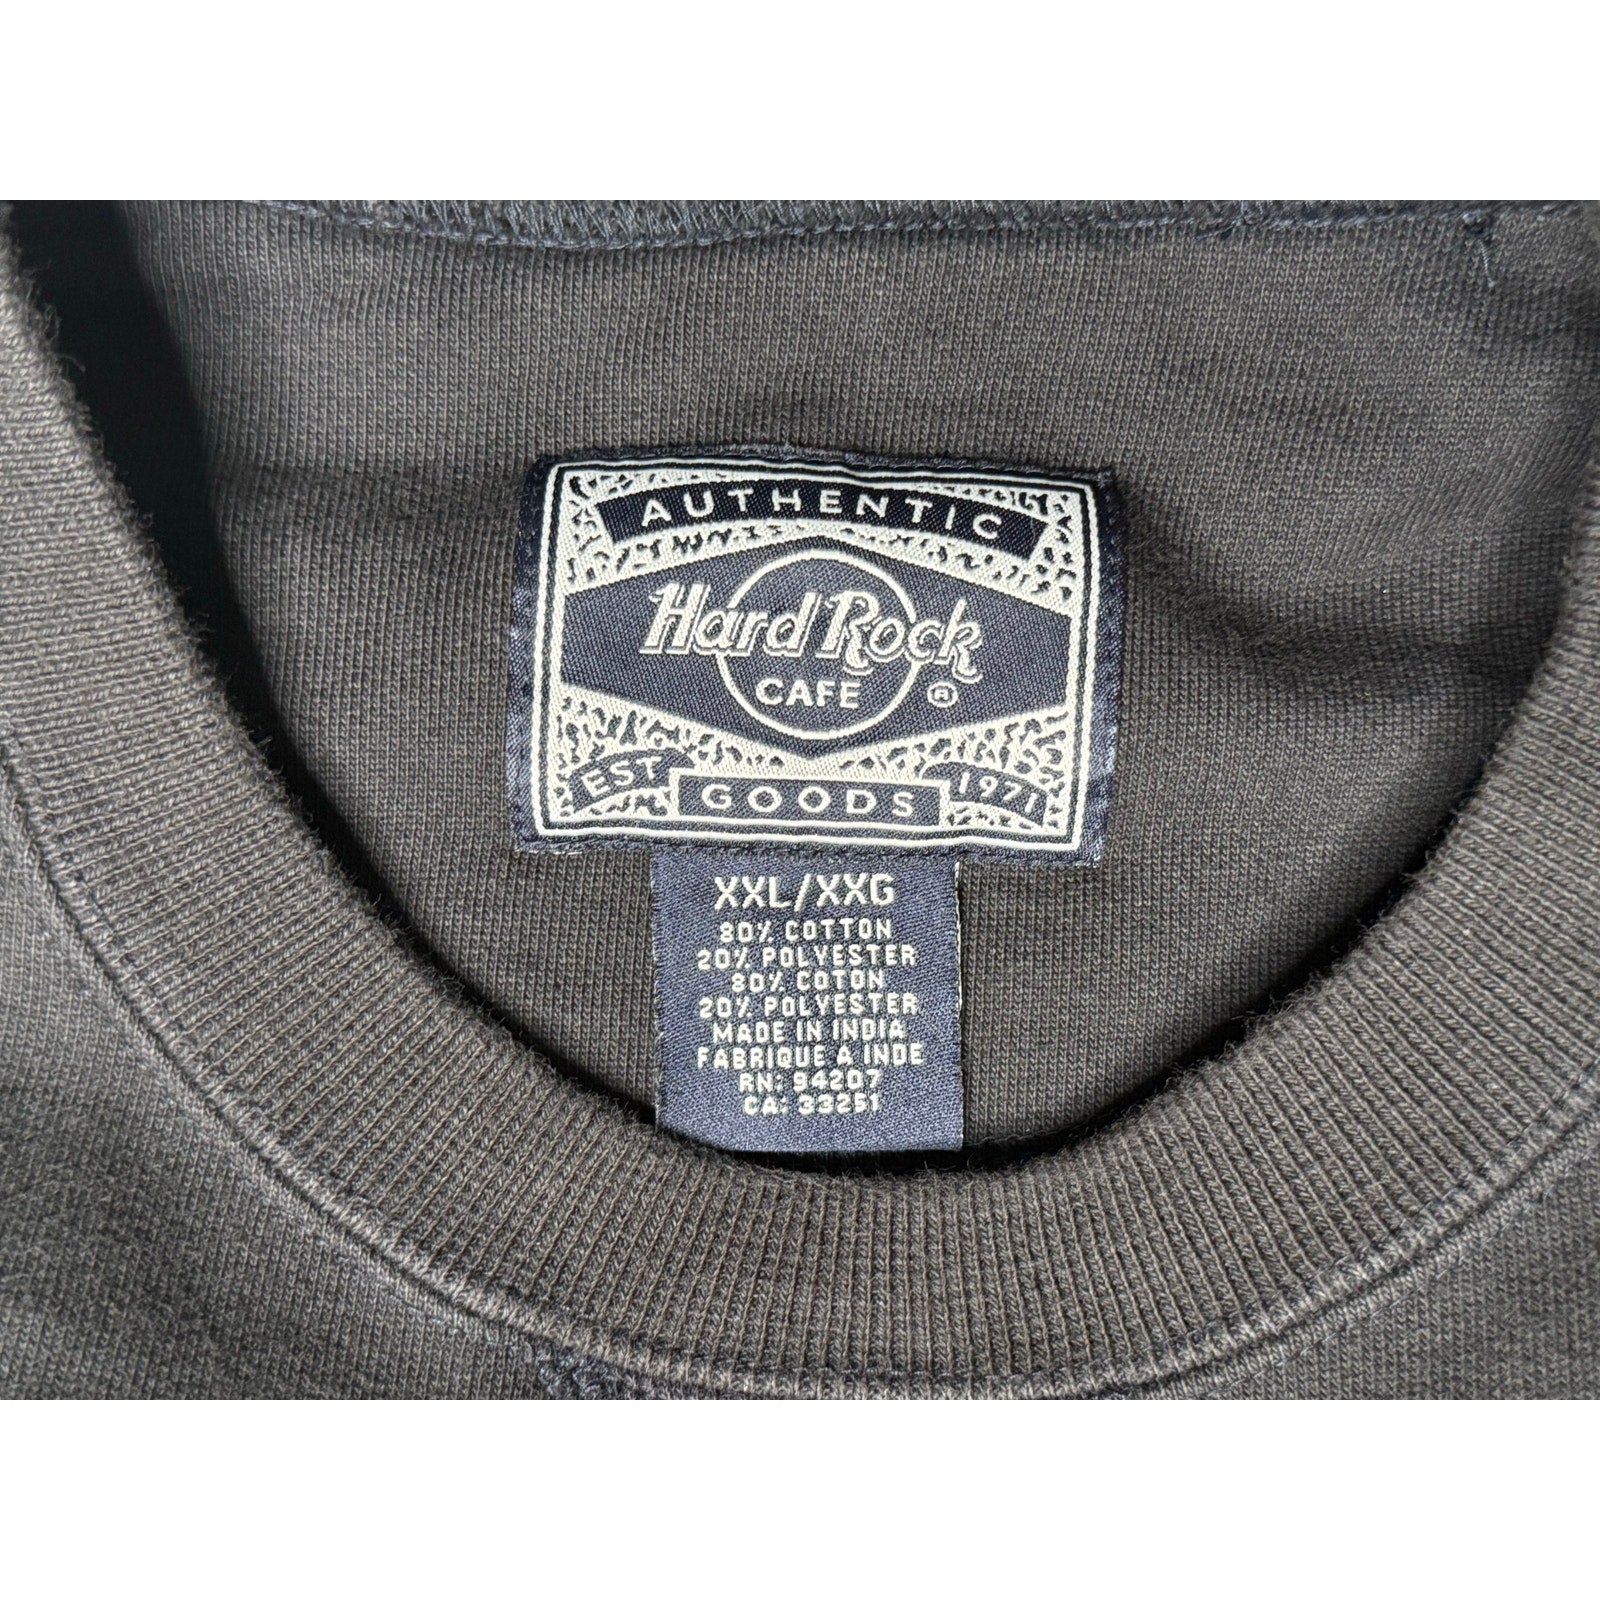 AUTHENTIC
Hard Rock
CAFE ®
EST 1971
GOODS
XXL/XXG
80% COTTON
20% POLYESTER
80% COTON
20% POLYESTER
MADE IN INDIA
FABRIQUE A INDE
RN: 94207
CA: 33251